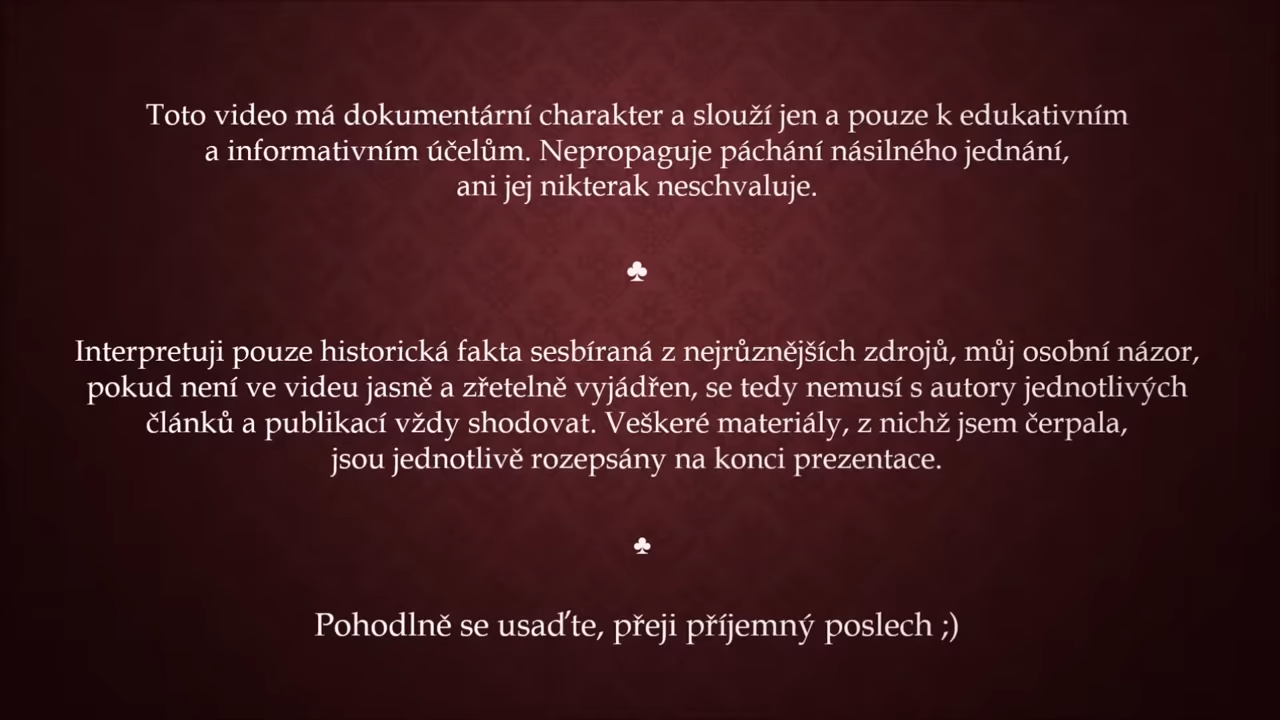 Toto video má dokumentární charakter a slouží jen a pouze k edukativním
a informativním účelům. Nepropaguje páchání násilného jednání,
ani jej nikterak neschvaluje.
♣
Interpretuji pouze historická fakta sesbíraná z nejrůznějších zdrojů, můj osobní názor,
pokud není ve videu jasně a zřetelně vyjádřen, se tedy nemusí s autory jednotlivých
článků a publikací vždy shodovat. Veškeré materiály, z nichž jsem čerpala,
jsou jednotlivě rozepsány na konci prezentace.
♣
Pohodlně se usaďte, přeji příjemný poslech ;)